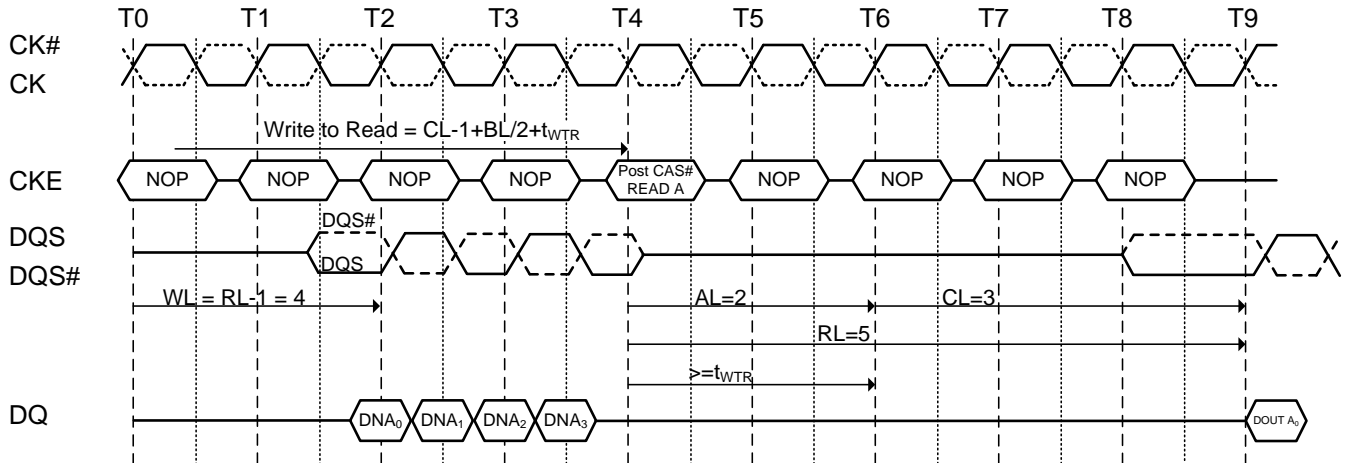 T0 T1 T2 T3 T4 T5 T6 T7 T8 T9
CK#
CK
Write to Read = CL-1+BL/2+tWTR
CKE NOP NOP NOP NOP Post CAS# READ A NOP NOP NOP NOP
DQS#
DQS
DQS
DQS#
WL = RL-1 = 4 AL=2 CL=3
RL=5
>=tWTR
DQ DNA0 DNA1 DNA2 DNA3 DOUT A0